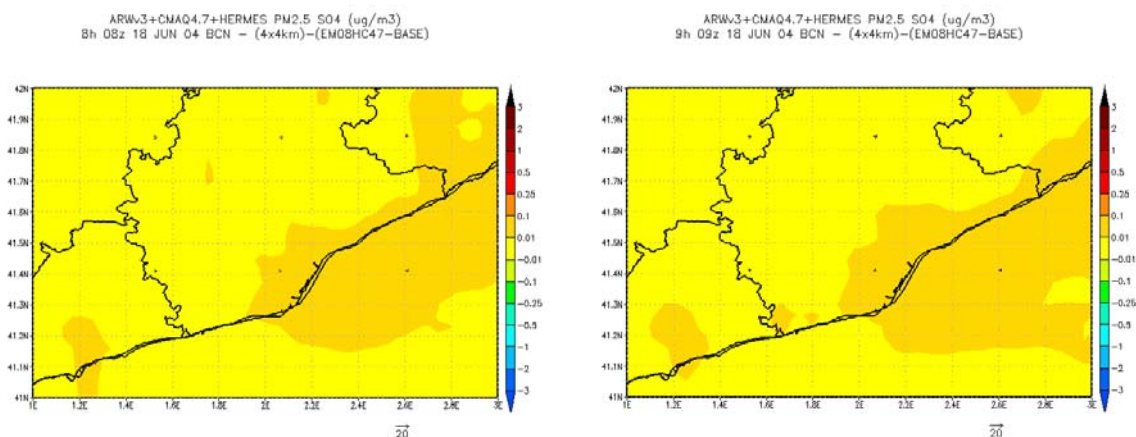 ARWv3+CMAQ4.7+HERMES PM2.5 SO4 (ug/m3)
8h 08z 18 JUN 04 BCN - (4x4km)-(EM08HC47-BASE)
42N
41.9N
41.8N
41.7N
41.6N
41.5N
41.4N
41.3N
41.2N
41.1N
41N
1E 1.2E 1.4E 1.6E 1.8E 2E 2.2E 2.4E 2.6E 2.8E 3E
3
2
1
0.5
0.25
0.1
0.01
-0.01
-0.1
-0.25
-0.5
-1
-2
-3
20
ARWv3+CMAQ4.7+HERMES PM2.5 SO4 (ug/m3)
9h 09z 18 JUN 04 BCN - (4x4km)-(EM08HC47-BASE)
42N
41.9N
41.8N
41.7N
41.6N
41.5N
41.4N
41.3N
41.2N
41.1N
41N
1E 1.2E 1.4E 1.6E 1.8E 2E 2.2E 2.4E 2.6E 2.8E 3E
3
2
1
0.5
0.25
0.1
0.01
-0.01
-0.1
-0.25
-0.5
-1
-2
-3
20